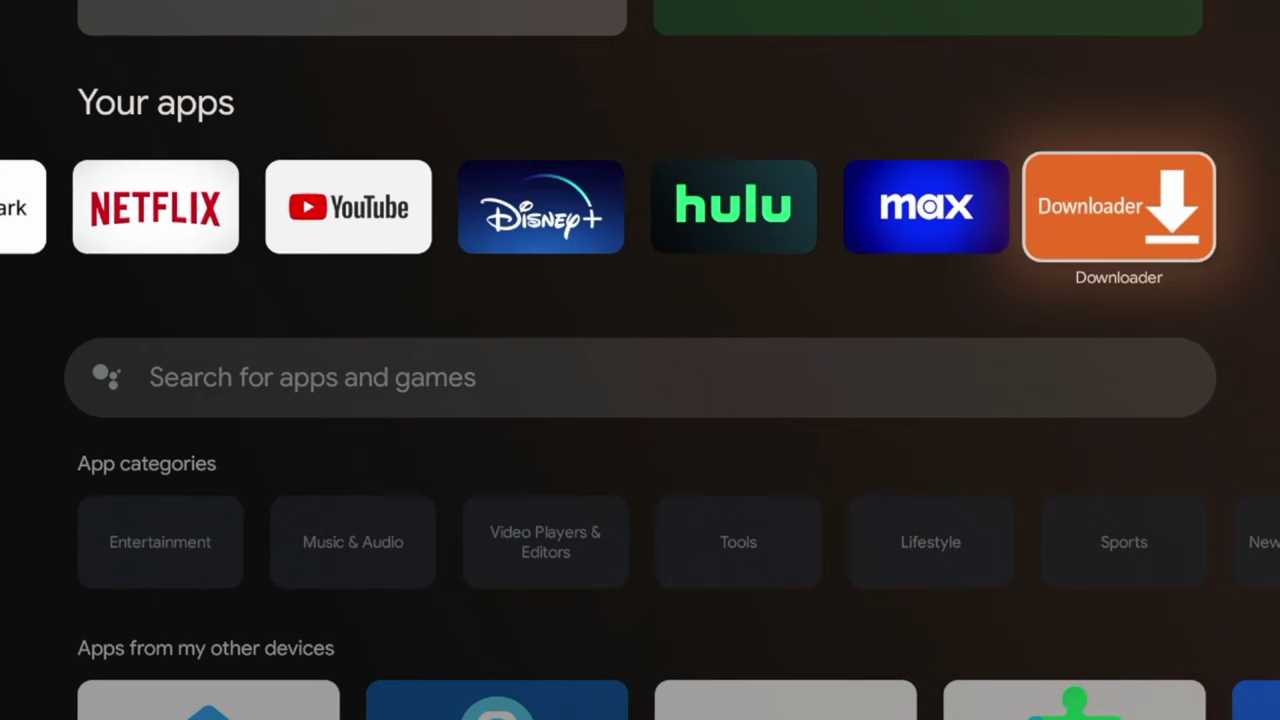 Your apps
ark
NETFLIX
YouTube
Disney+
hulu
max
Downloader
Downloader
Search for apps and games
App categories
Entertainment
Music & Audio
Video Players &
Editors
Tools
Lifestyle
Sports
New
Apps from my other devices